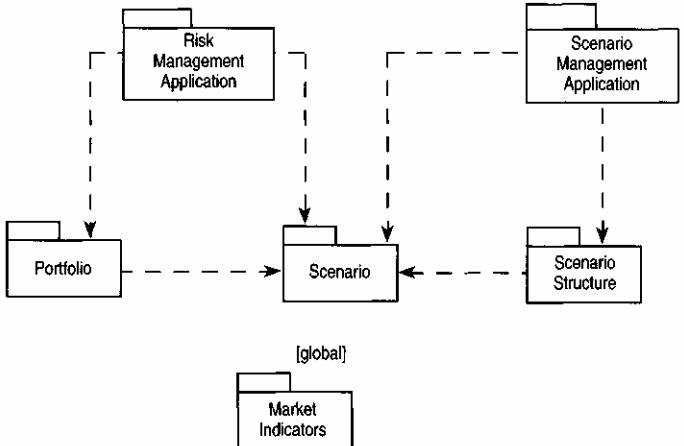 Risk
Management
Application
Scenario
Management
Application
Portfolio
Scenario
Scenario
Structure
[global]
Market
Indicators